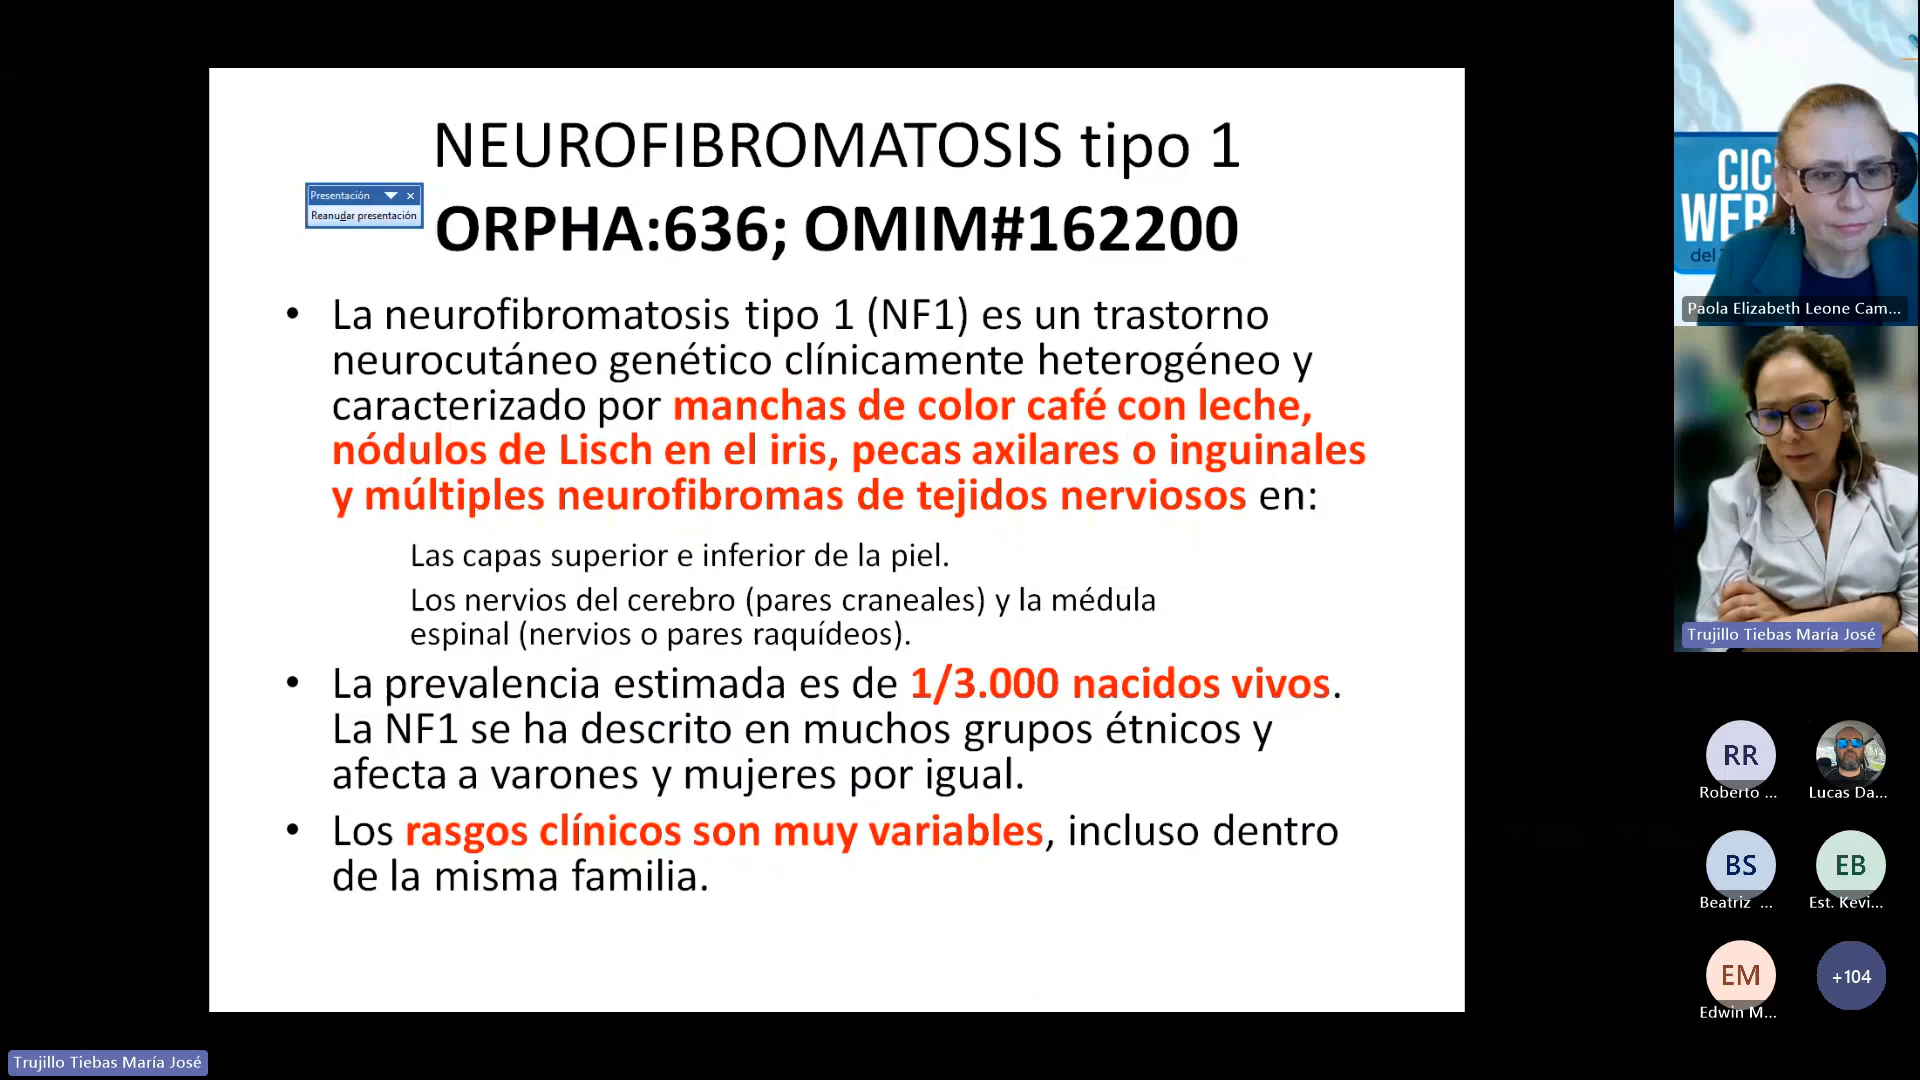 NEUROFIBROMATOSIS tipo 1
ORPHA:636; OMIM#162200
Presentación
Reanudar presentación
• La neurofibromatosis tipo 1 (NF1) es un trastorno
neurocutáneo genético clínicamente heterogéneo y
caracterizado por manchas de color café con leche,
nódulos de Lisch en el iris, pecas axilares o inguinales
y múltiples neurofibromas de tejidos nerviosos en:
Las capas superior e inferior de la piel.
Los nervios del cerebro (pares craneales) y la médula
espinal (nervios o pares raquídeos).
• La prevalencia estimada es de 1/3.000 nacidos vivos.
La NF1 se ha descrito en muchos grupos étnicos y
afecta a varones y mujeres por igual.
• Los rasgos clínicos son muy variables, incluso dentro
de la misma familia.
Trujillo Tiebas María José
CIC
WEB
del
Paola Elizabeth Leone Cam...
Trujillo Tiebas María José
RR
Roberto ...
Lucas Da...
BS
Beatriz ...
EB
Est. Kevi...
EM
Edwin M...
+104